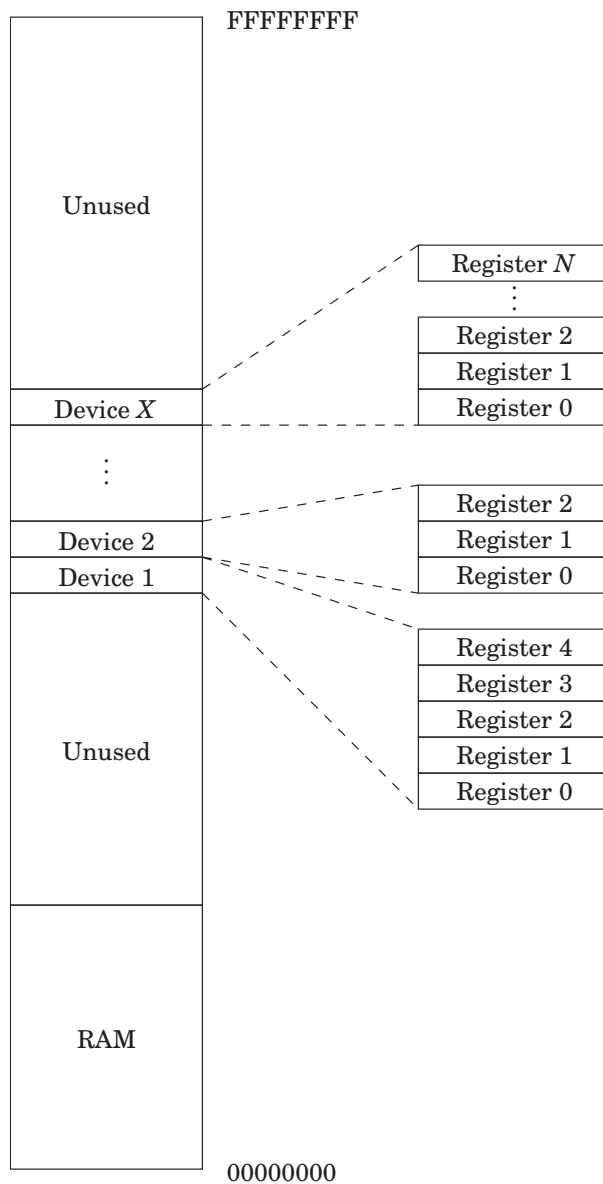 FFFFFFFF
Unused
Register N
⋮
Register 2
Register 1
Device X
Register 0
⋮
Register 2
Device 2
Register 1
Device 1
Register 0
Register 4
Register 3
Unused
Register 2
Register 1
Register 0
RAM
00000000